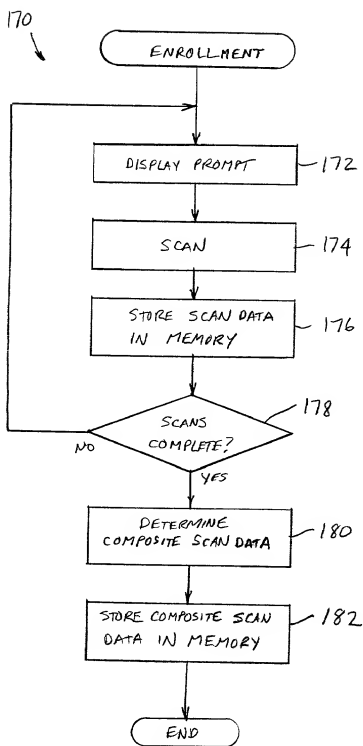 170
ENROLLMENT
DISPLAY PROMPT
172
SCAN
174
STORE SCAN DATA
IN MEMORY
176
SCANS
COMPLETE?
178
NO
YES
DETERMINE
COMPOSITE SCAN DATA
180
STORE COMPOSITE SCAN
DATA IN MEMORY
182
END